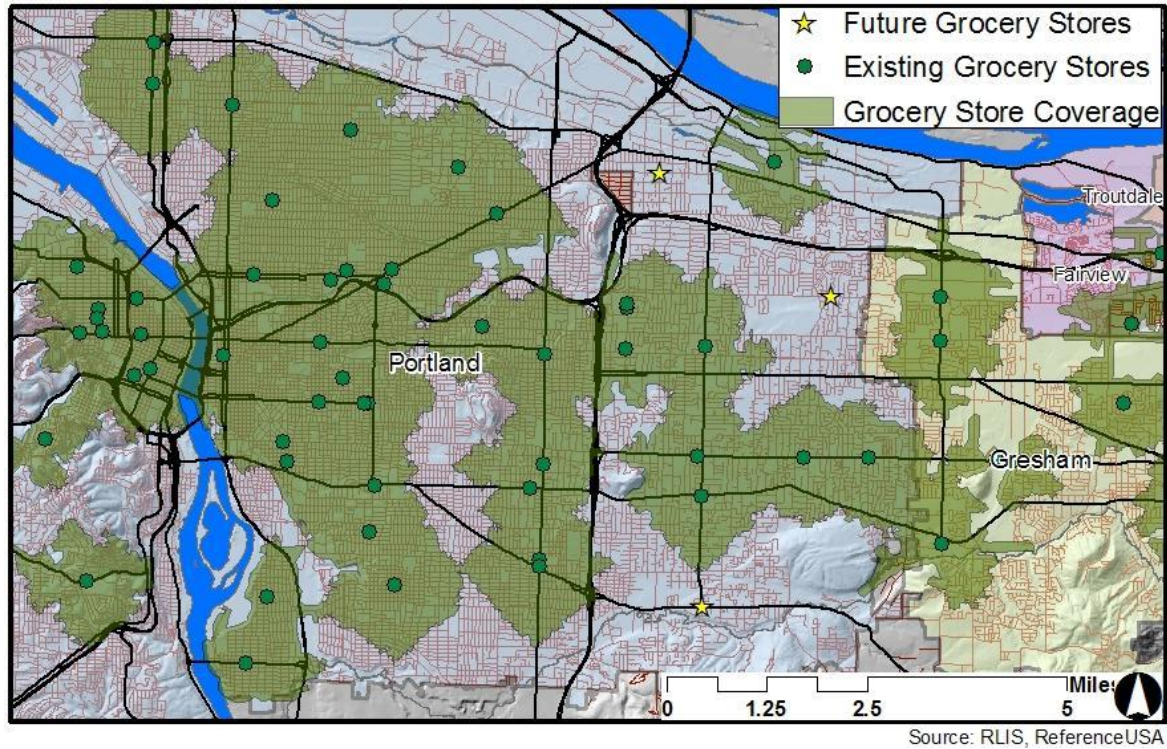 Future Grocery Stores
Existing Grocery Stores
Grocery Store Coverage
Troutdale
Fairview
Portland
Gresham
Miles
0 1.25 2.5 5
Source: RLIS, ReferenceUSA